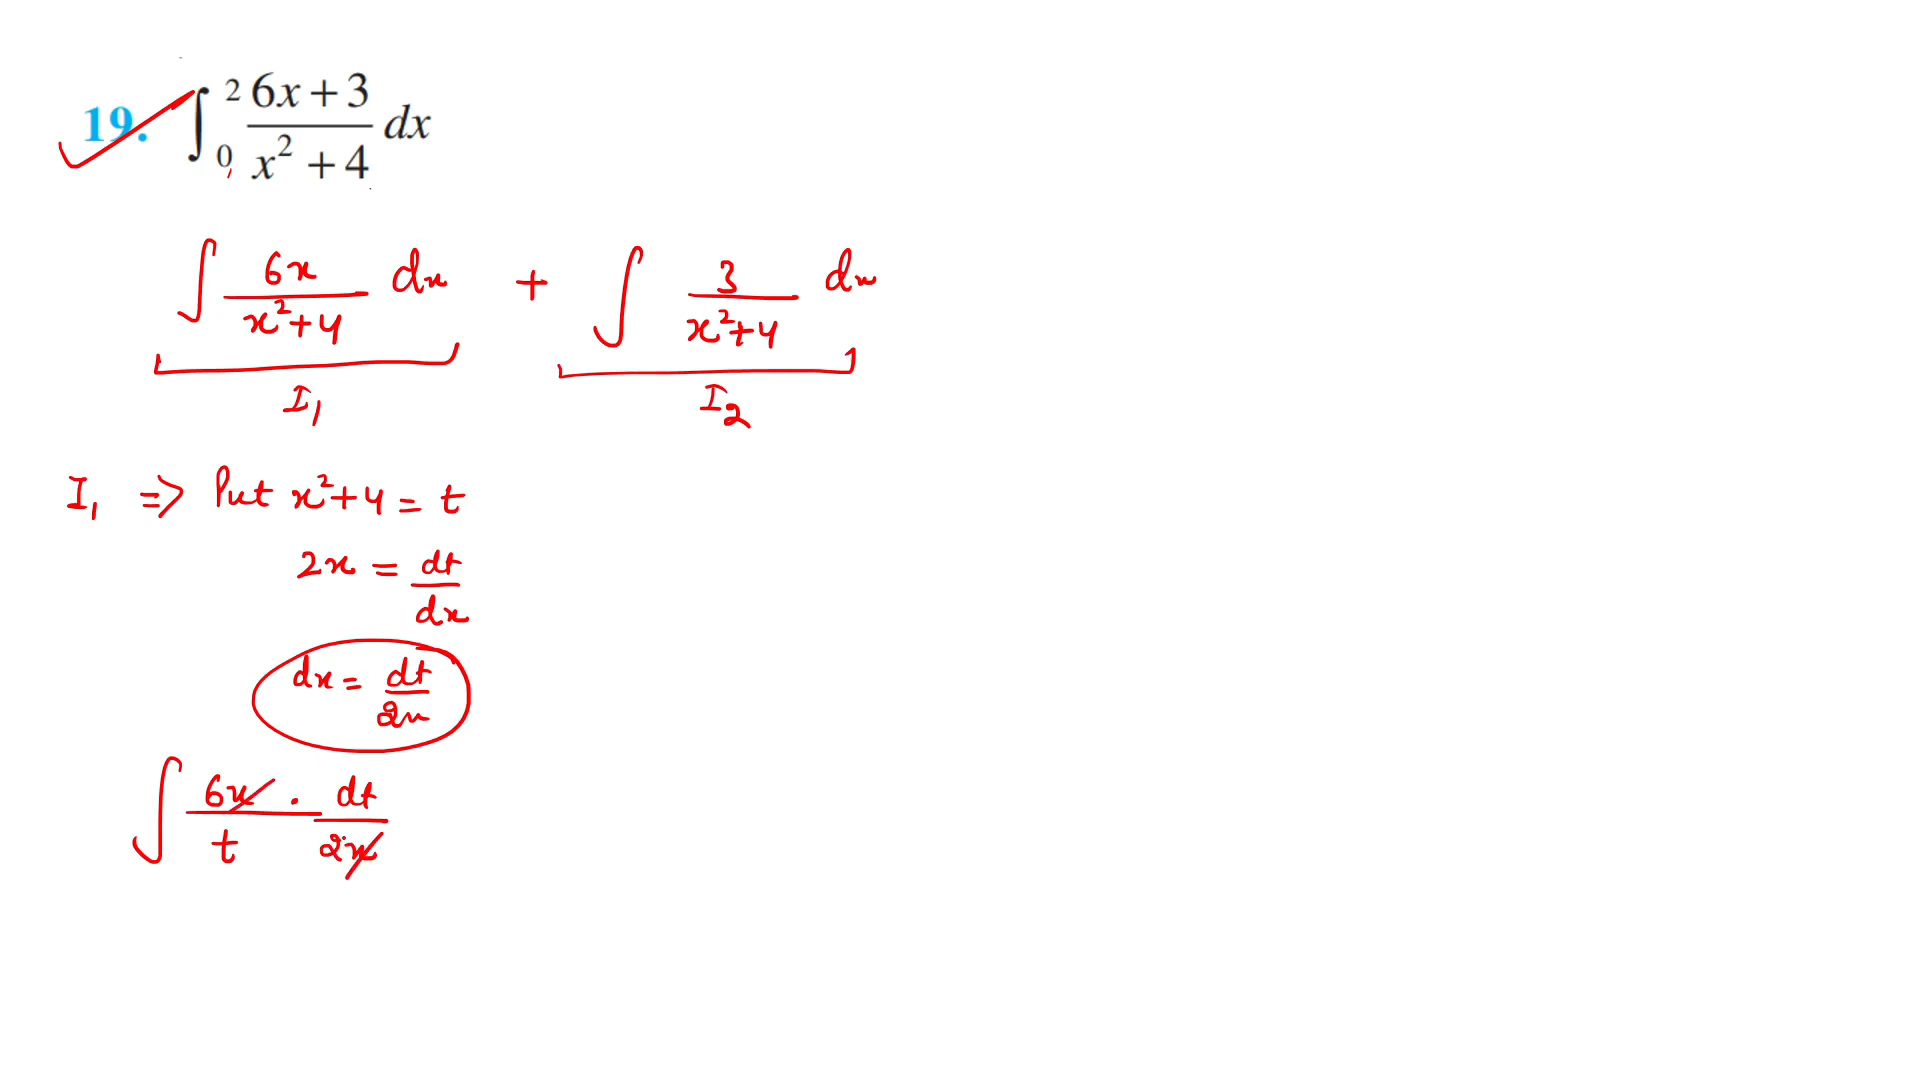 19. ∫₀² (6x + 3)/(x² + 4) dx
∫ 6x/(x²+4) dx + ∫ 3/(x²+4) dx
I₁ I₂
I₁ => Put x²+4 = t
2x = dt/dx
dx = dt/2x
∫ 6x/t · dt/2x